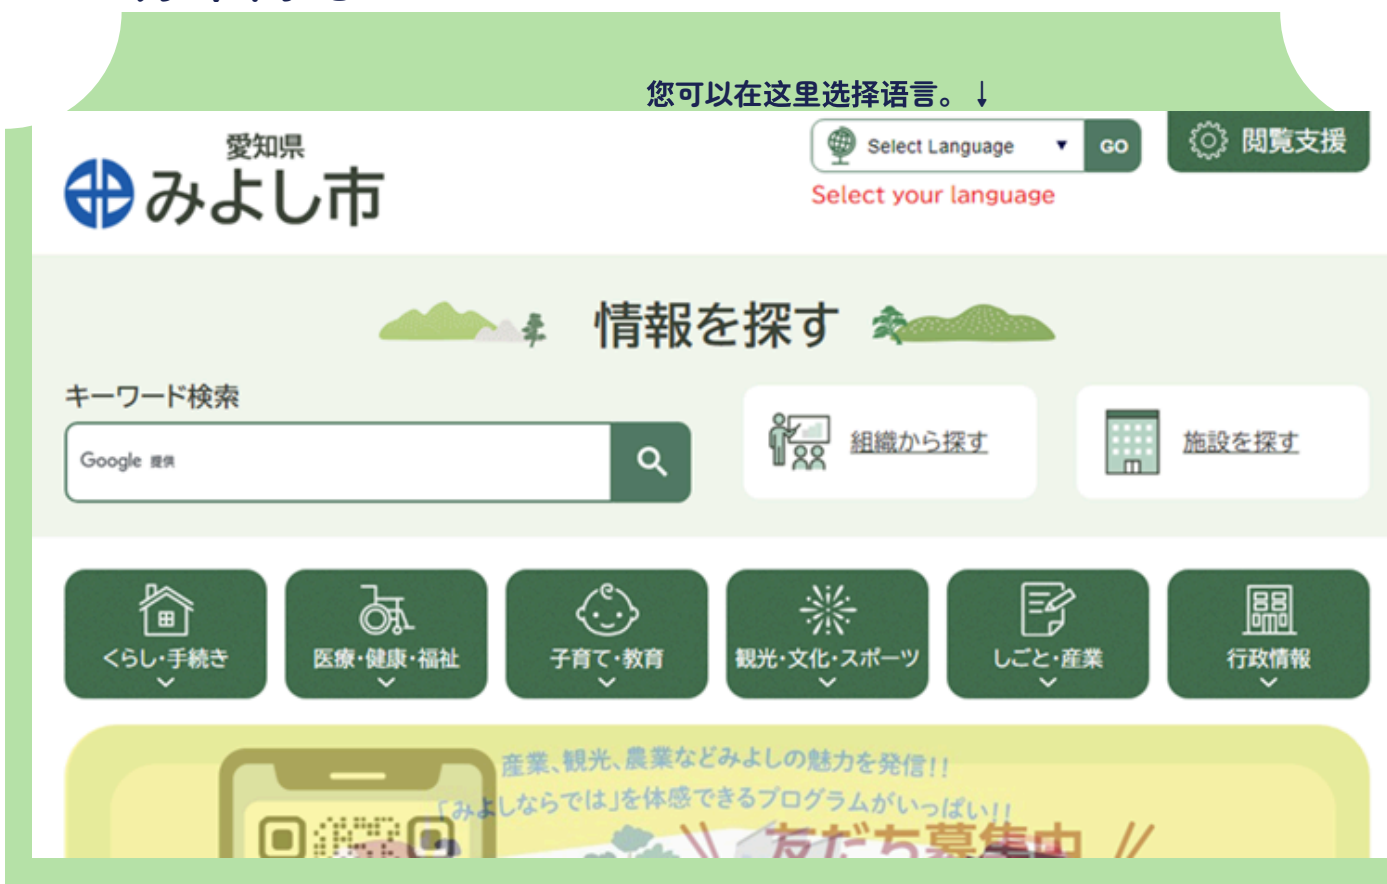 您可以在这里选择语言。↓
愛知県
みよし市
Select Language ▼ GO
Select your language
閲覧支援
情報を探す
キーワード検索
Google 提供
組織から探す
施設を探す
くらし・手続き
医療・健康・福祉
子育て・教育
観光・文化・スポーツ
しごと・産業
行政情報
産業、観光、農業などみよしの魅力を発信!!
「みよしならでは」を体感できるプログラムがいっぱい!!
友だち募集中